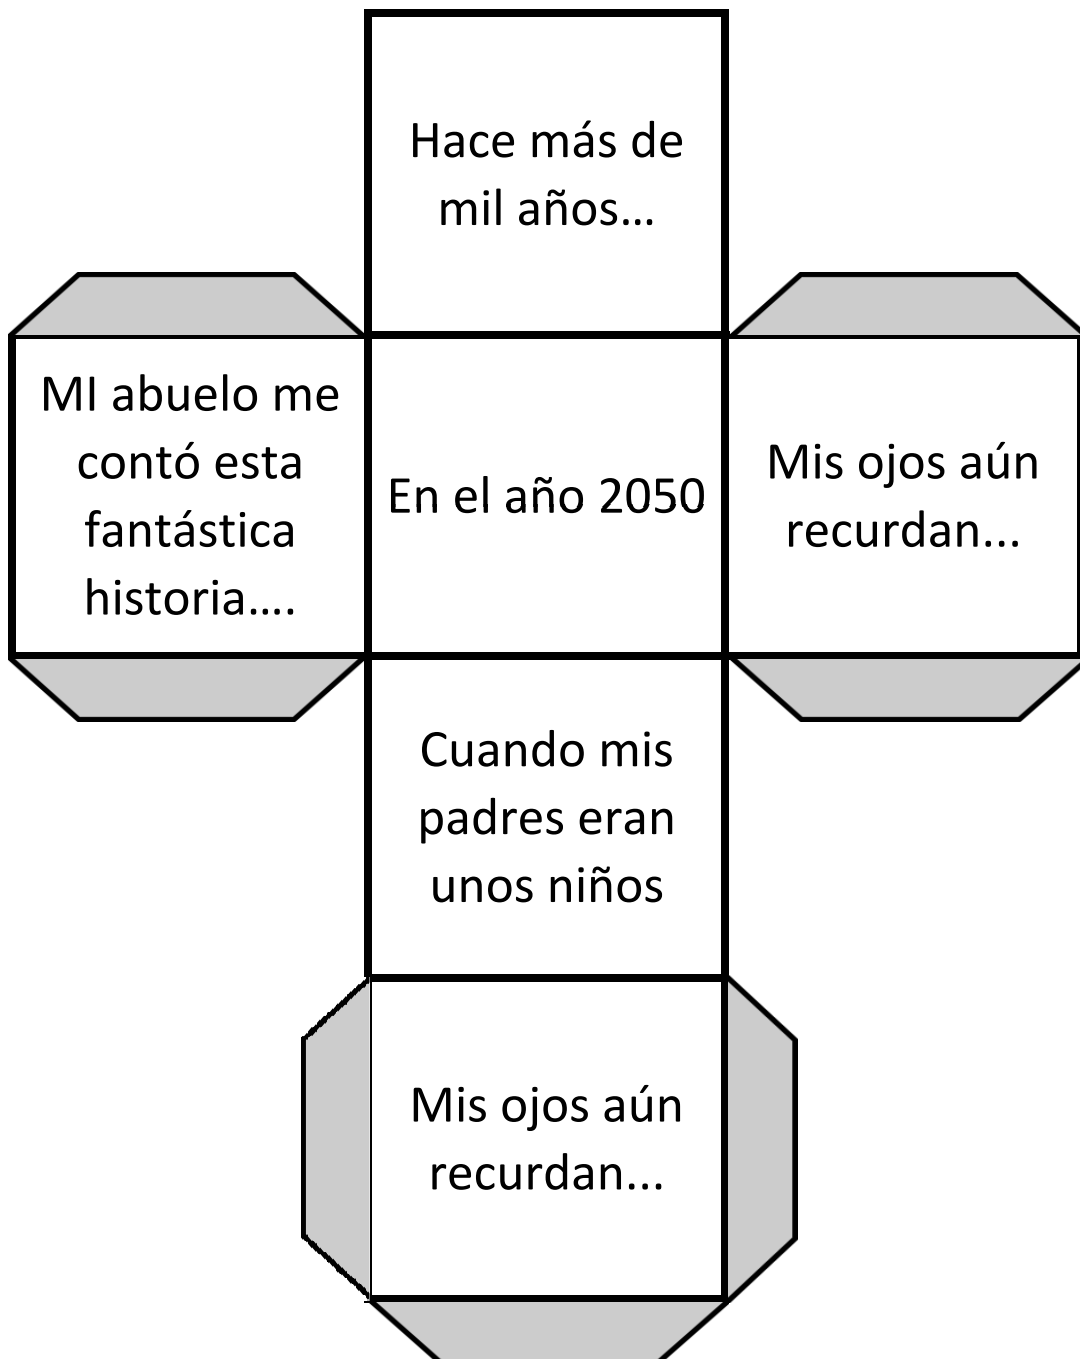 Hace más de
mil años...
MI abuelo me
contó esta
fantástica
historia....
En el año 2050
Mis ojos aún
recurdan...
Cuando mis
padres eran
unos niños
Mis ojos aún
recurdan...